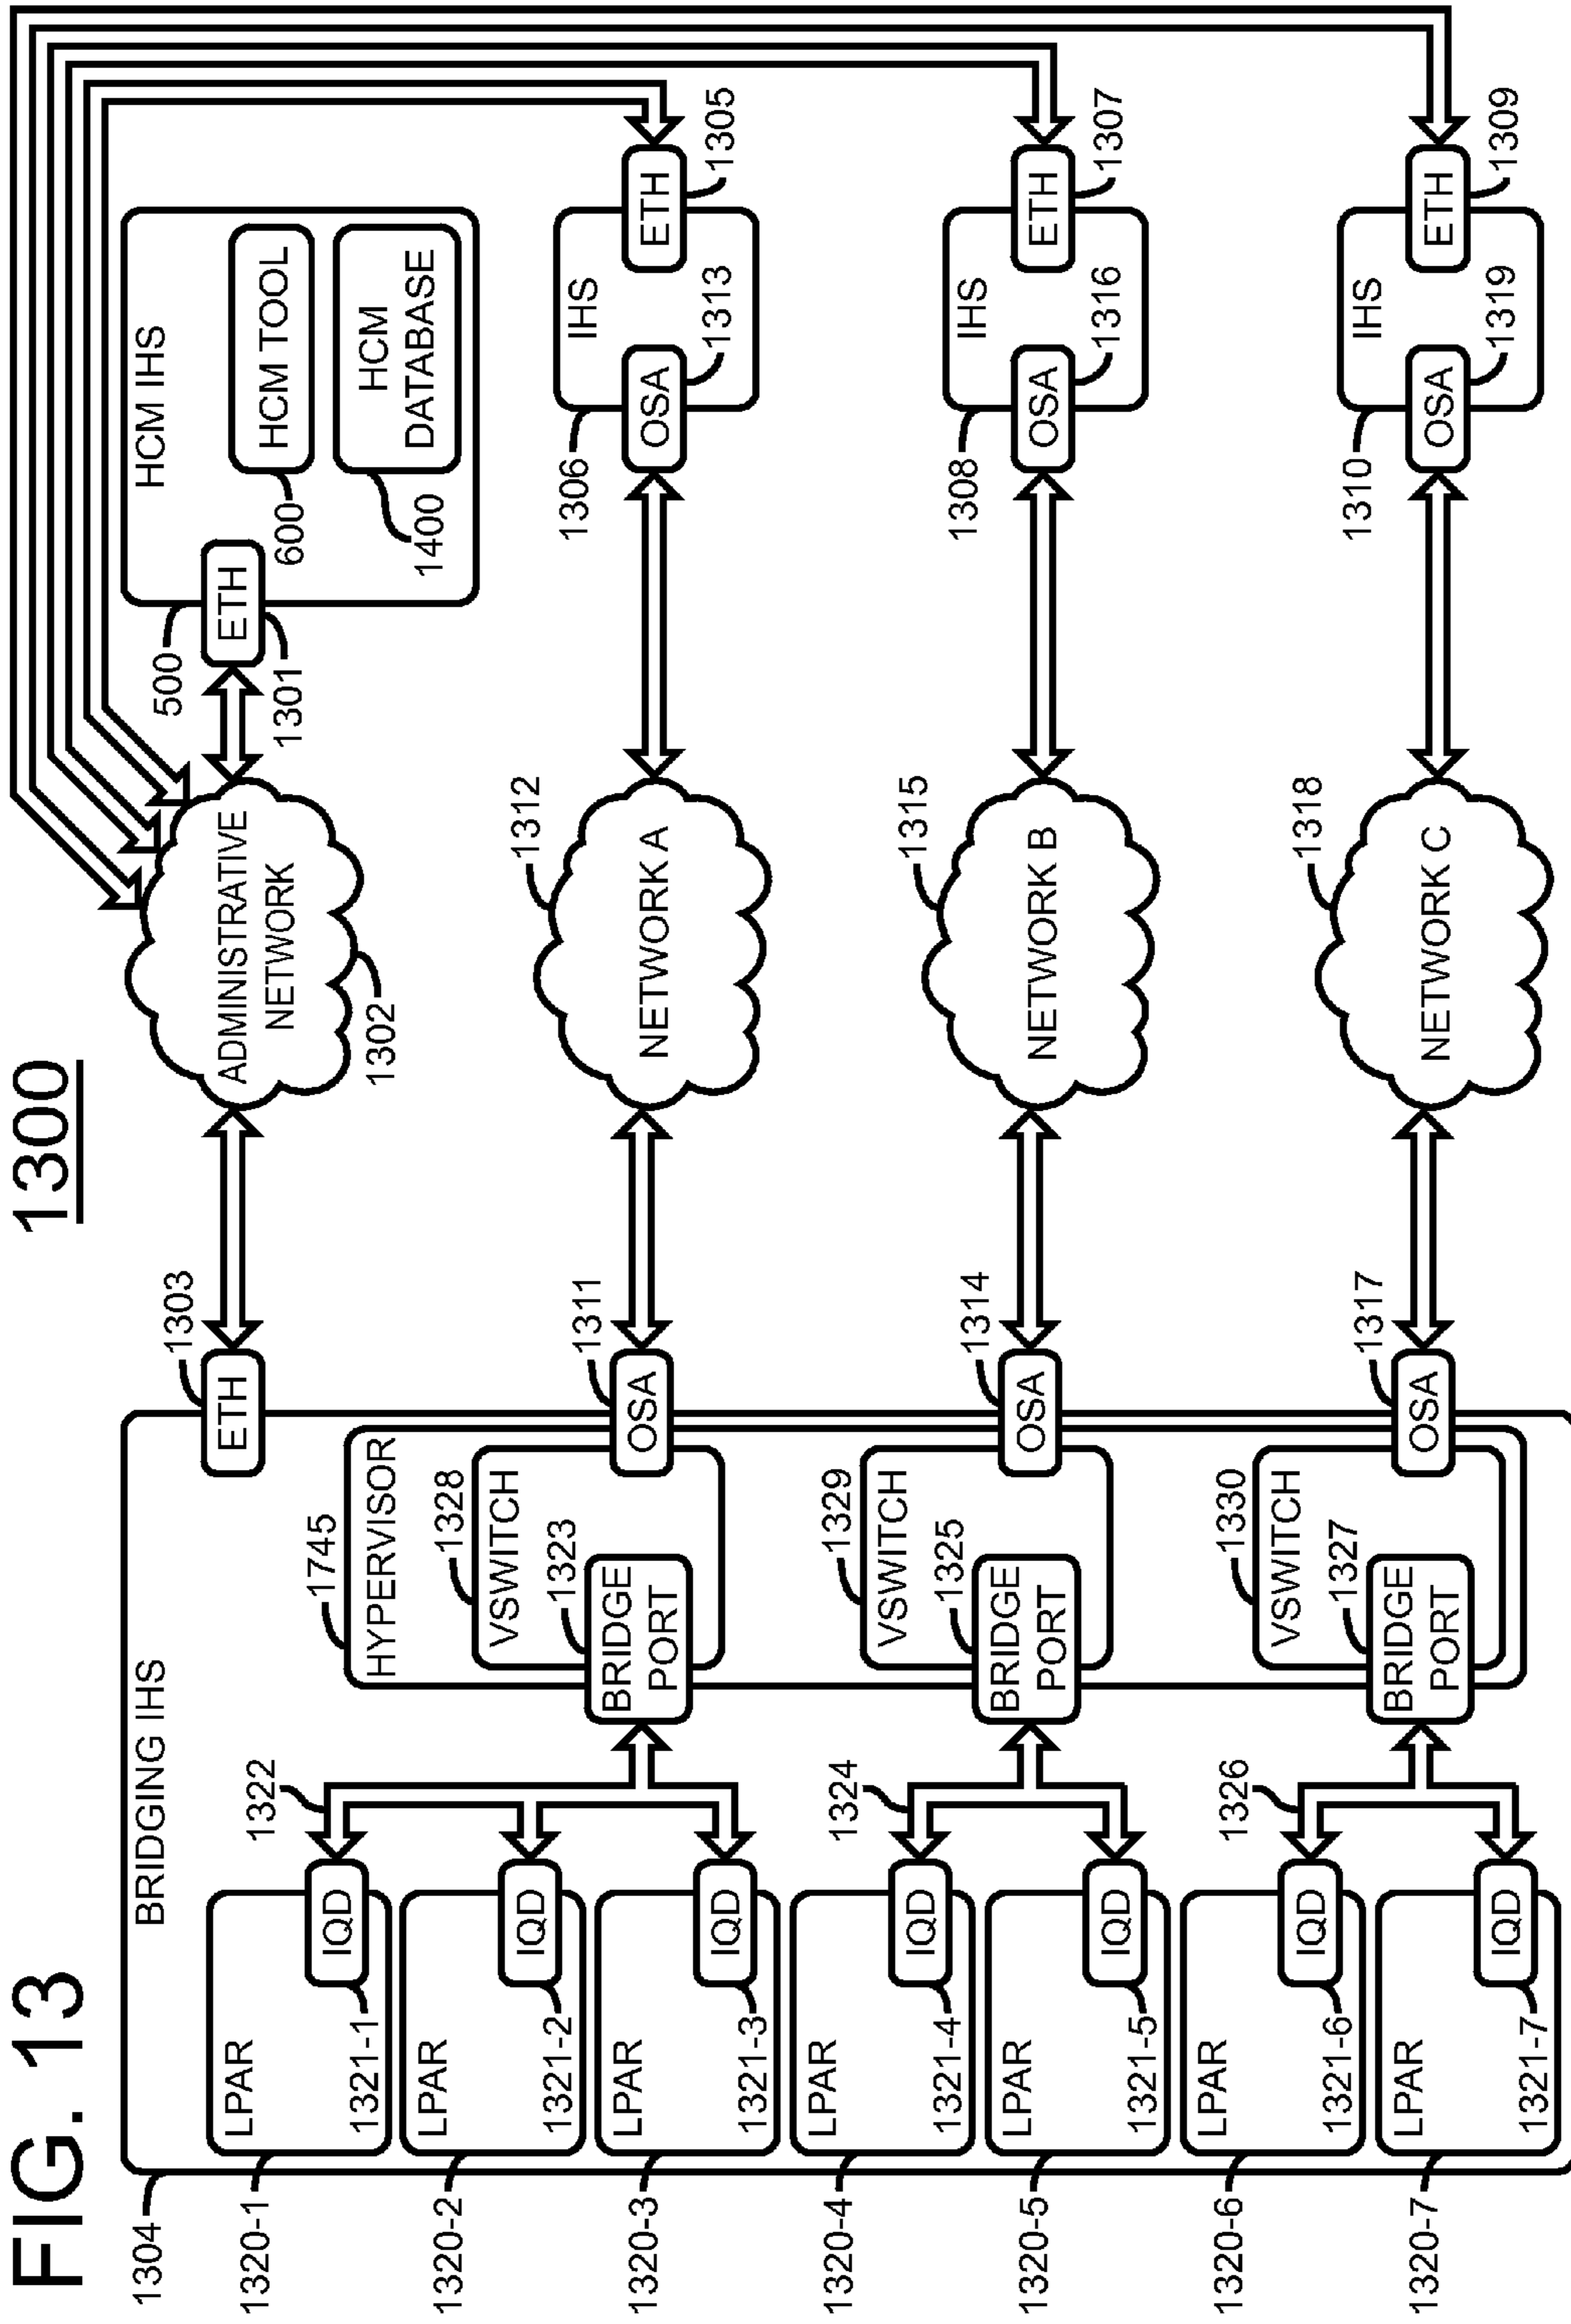 FIG. 13
1300
1304
BRIDGING IHS
1320-1
LPAR
1321-1
IQD
1322
1320-2
LPAR
1321-2
IQD
1320-3
LPAR
1321-3
IQD
1320-4
LPAR
1321-4
IQD
1324
1320-5
LPAR
1321-5
IQD
1320-6
LPAR
1321-6
IQD
1326
1320-7
LPAR
1321-7
IQD
1745
HYPERVISOR
1328
VSWITCH
1323
BRIDGE
PORT
1329
VSWITCH
1325
BRIDGE
PORT
1330
VSWITCH
1327
BRIDGE
PORT
ETH
1303
OSA
1311
OSA
1314
OSA
1317
ADMINISTRATIVE
NETWORK
1302
NETWORK A
1312
NETWORK B
1315
NETWORK C
1318
HCM IHS
500
ETH
1301
HCM TOOL
600
HCM
DATABASE
1400
IHS
1306
OSA
1313
ETH
1305
IHS
1308
OSA
1316
ETH
1307
IHS
1310
OSA
1319
ETH
1309